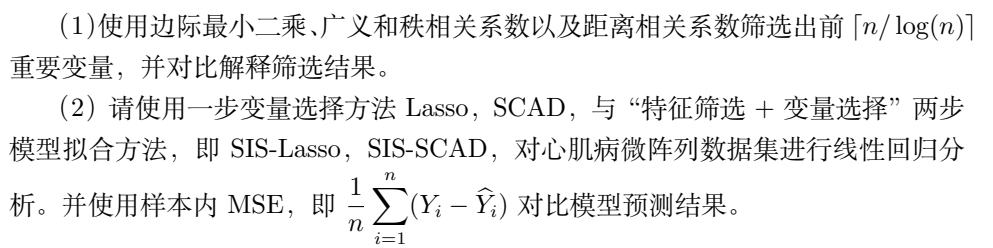 (1)使用边际最小二乘、广义和秩相关系数以及距离相关系数筛选出前 ⌈n/ log(n)⌉
重要变量，并对比解释筛选结果。
(2) 请使用一步变量选择方法 Lasso，SCAD，与“特征筛选 + 变量选择”两步
模型拟合方法，即 SIS-Lasso，SIS-SCAD，对心肌病微阵列数据集进行线性回归分
析。并使用样本内 MSE，即 \frac{1}{n} \sum_{i=1}^{n} (Y_i − \widehat{Y}_i) 对比模型预测结果。